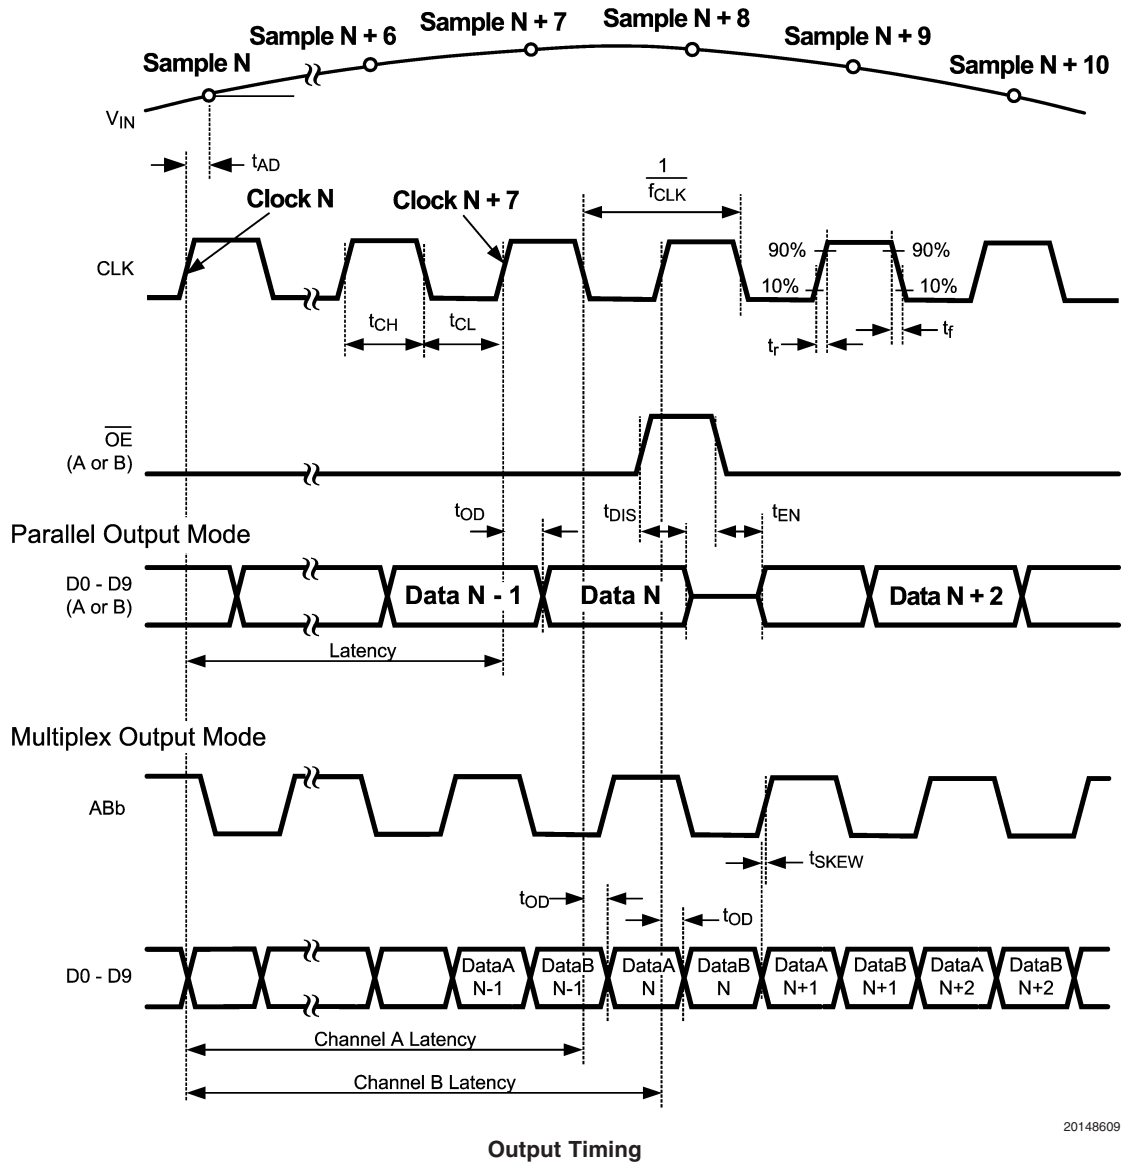 Sample N
Sample N + 6
Sample N + 7
Sample N + 8
Sample N + 9
Sample N + 10
VIN
tAD
Clock N
Clock N + 7
1
fCLK
CLK
90%
90%
10%
10%
tCH
tCL
tr
tf
OE
(A or B)
tOD
tDIS
tEN
Parallel Output Mode
D0 - D9
(A or B)
Data N - 1
Data N
Data N + 2
Latency
Multiplex Output Mode
ABb
tSKEW
tOD
tOD
D0 - D9
DataA
N-1
DataB
N-1
DataA
N
DataB
N
DataA
N+1
DataB
N+1
DataA
N+2
DataB
N+2
Channel A Latency
Channel B Latency
20148609
Output Timing